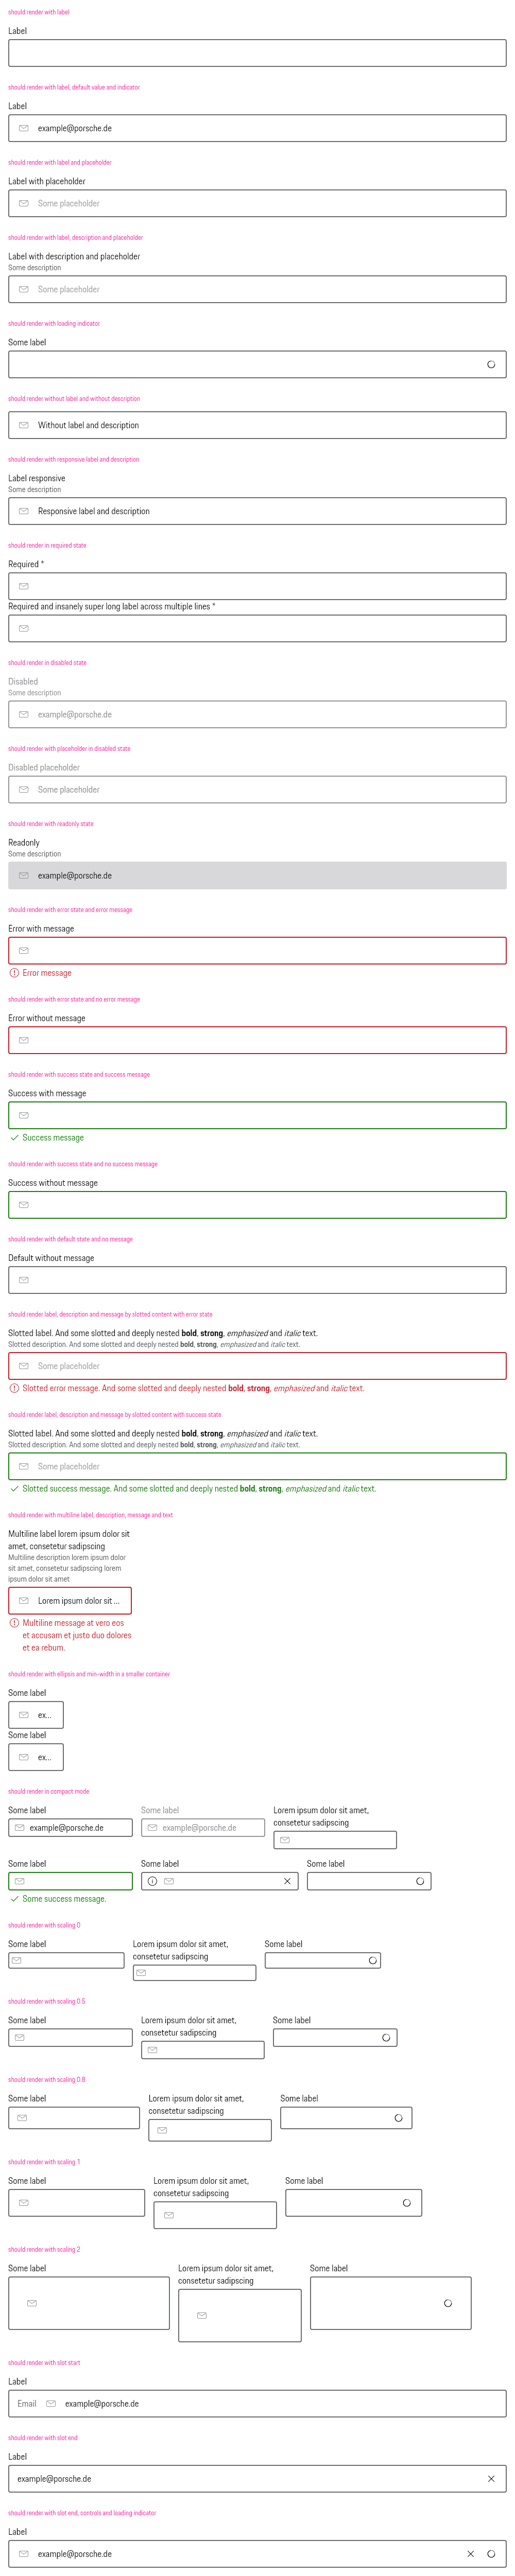 should render with label
Label
should render with label, default value and indicator
Label
example@porsche.de
should render with label and placeholder
Label with placeholder
Some placeholder
should render with label, description and placeholder
Label with description and placeholder
Some description
Some placeholder
should render with loading indicator
Some label
should render without label and without description
Without label and description
should render with responsive label and description
Label responsive
Some description
Responsive label and description
should render in required state
Required *
Required and insanely super long label across multiple lines *
should render in disabled state
Disabled
Some description
example@porsche.de
should render with placeholder in disabled state
Disabled placeholder
Some placeholder
should render with readonly state
Readonly
Some description
example@porsche.de
should render with error state and error message
Error with message
Error message
should render with error state and no error message
Error without message
should render with success state and success message
Success with message
Success message
should render with success state and no success message
Success without message
should render with default state and no message
Default without message
should render label, description and message by slotted content with error state
Slotted label. And some slotted and deeply nested bold, strong, emphasized and italic text.
Slotted description. And some slotted and deeply nested bold, strong, emphasized and italic text.
Some placeholder
Slotted error message. And some slotted and deeply nested bold, strong, emphasized and italic text.
should render label, description and message by slotted content with success state
Slotted label. And some slotted and deeply nested bold, strong, emphasized and italic text.
Slotted description. And some slotted and deeply nested bold, strong, emphasized and italic text.
Some placeholder
Slotted success message. And some slotted and deeply nested bold, strong, emphasized and italic text.
should render with multiline label, description, message and text
Multiline label lorem ipsum dolor sit
amet, consetetur sadipscing
Multiline description lorem ipsum dolor
sit amet, consetetur sadipscing lorem
ipsum dolor sit amet
Lorem ipsum dolor sit ...
Multiline message at vero eos
et accusam et justo duo dolores
et ea rebum.
should render with ellipsis and min-width in a smaller container
Some label
ex...
Some label
ex...
should render in compact mode
Some label
example@porsche.de
Some label
example@porsche.de
Lorem ipsum dolor sit amet,
consetetur sadipscing
Some label
Some success message.
Some label
Some label
should render with scaling 0
Some label
Lorem ipsum dolor sit amet,
consetetur sadipscing
Some label
should render with scaling 0.5
Some label
Lorem ipsum dolor sit amet,
consetetur sadipscing
Some label
should render with scaling 0.8
Some label
Lorem ipsum dolor sit amet,
consetetur sadipscing
Some label
should render with scaling 1
Some label
Lorem ipsum dolor sit amet,
consetetur sadipscing
Some label
should render with scaling 2
Some label
Lorem ipsum dolor sit amet,
consetetur sadipscing
Some label
should render with slot start
Label
Email example@porsche.de
should render with slot end
Label
example@porsche.de
should render with slot end, controls and loading indicator
Label
example@porsche.de